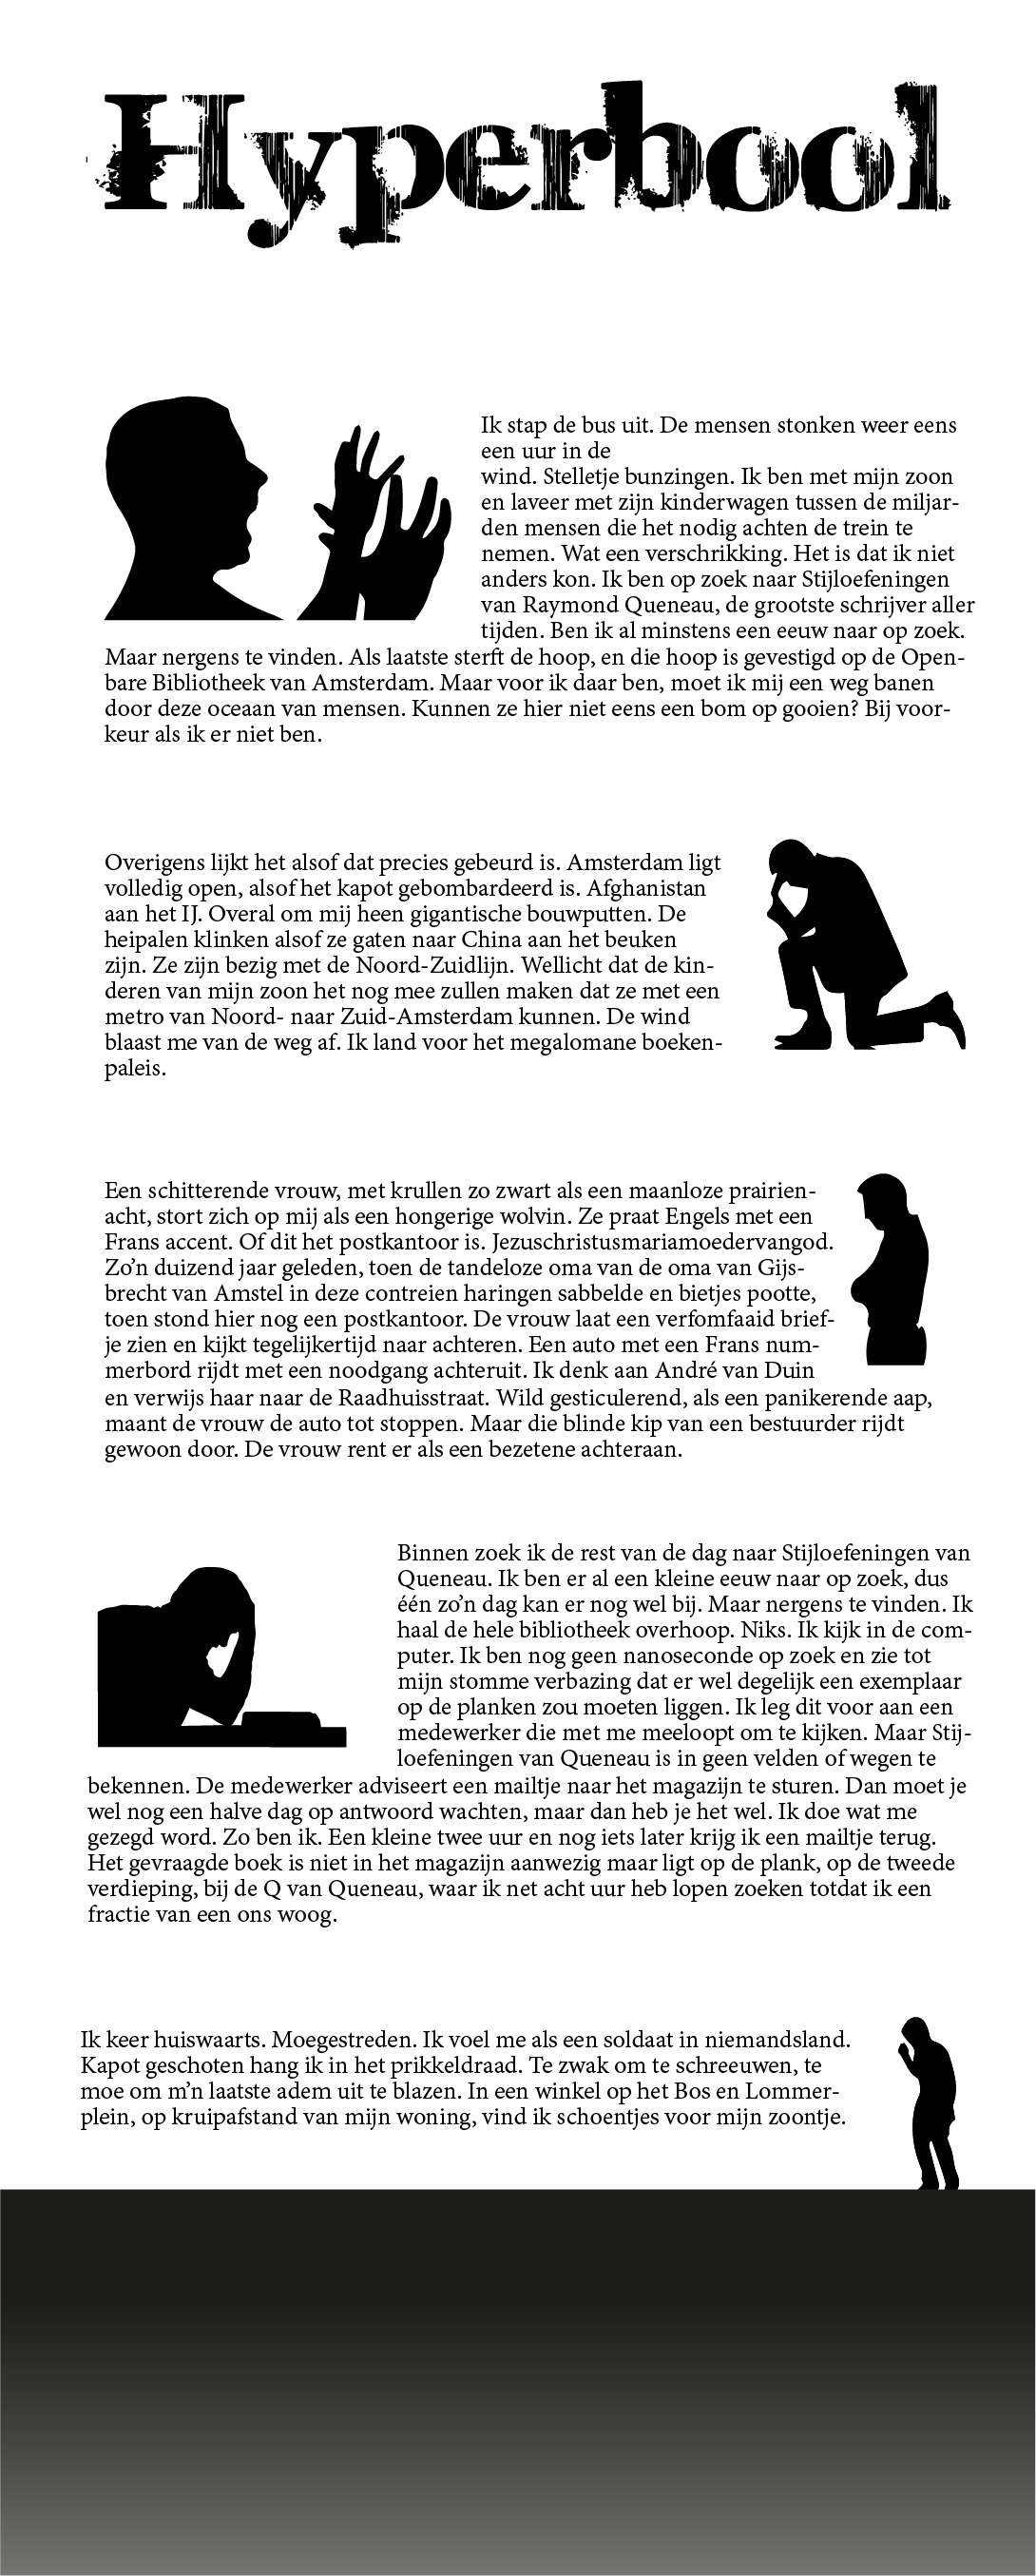 Hyperbool
Ik stap de bus uit. De mensen stonken weer eens
een uur in de
wind. Stelletje bunzingen. Ik ben met mijn zoon
en laveer met zijn kinderwagen tussen de miljar-
den mensen die het nodig achten de trein te
nemen. Wat een verschrikking. Het is dat ik niet
anders kon. Ik ben op zoek naar Stijloefeningen
van Raymond Queneau, de grootste schrijver aller
tijden. Ben ik al minstens een eeuw naar op zoek.
Maar nergens te vinden. Als laatste sterft de hoop, en die hoop is gevestigd op de Open-
bare Bibliotheek van Amsterdam. Maar voor ik daar ben, moet ik mij een weg banen
door deze oceaan van mensen. Kunnen ze hier niet eens een bom op gooien? Bij voor-
keur als ik er niet ben.
Overigens lijkt het alsof dat precies gebeurd is. Amsterdam ligt
volledig open, alsof het kapot gebombardeerd is. Afghanistan
aan het IJ. Overal om mij heen gigantische bouwputten. De
heipalen klinken alsof ze gaten naar China aan het beuken
zijn. Ze zijn bezig met de Noord-Zuidlijn. Wellicht dat de kin-
deren van mijn zoon het nog mee zullen maken dat ze met een
metro van Noord- naar Zuid-Amsterdam kunnen. De wind
blaast me van de weg af. Ik land voor het megalomane boeken-
paleis.
Een schitterende vrouw, met krullen zo zwart als een maanloze prairien-
acht, stort zich op mij als een hongerige wolvin. Ze praat Engels met een
Frans accent. Of dit het postkantoor is. Jezuschristusmariamoedervangod.
Zo'n duizend jaar geleden, toen de tandeloze oma van de oma van Gijs-
brecht van Amstel in deze contreien haringen sabbelde en bietjes pootte,
toen stond hier nog een postkantoor. De vrouw laat een verfomfaaid brief-
je zien en kijkt tegelijkertijd naar achteren. Een auto met een Frans num-
merbord rijdt met een noodgang achteruit. Ik denk aan André van Duin
en verwijs haar naar de Raadhuisstraat. Wild gesticulerend, als een panikerende aap,
maant de vrouw de auto tot stoppen. Maar die blinde kip van een bestuurder rijdt
gewoon door. De vrouw rent er als een bezetene achteraan.
Binnen zoek ik de rest van de dag naar Stijloefeningen van
Queneau. Ik ben er al een kleine eeuw naar op zoek, dus
één zo'n dag kan er nog wel bij. Maar nergens te vinden. Ik
haal de hele bibliotheek overhoop. Niks. Ik kijk in de com-
puter. Ik ben nog geen nanoseconde op zoek en zie tot
mijn stomme verbazing dat er wel degelijk een exemplaar
op de planken zou moeten liggen. Ik leg dit voor aan een
medewerker die met me meeloopt om te kijken. Maar Stij-
loefeningen van Queneau is in geen velden of wegen te
bekennen. De medewerker adviseert een mailtje naar het magazijn te sturen. Dan moet je
wel nog een halve dag op antwoord wachten, maar dan heb je het wel. Ik doe wat me
gezegd word. Zo ben ik. Een kleine twee uur en nog iets later krijg ik een mailtje terug.
Het gevraagde boek is niet in het magazijn aanwezig maar ligt op de plank, op de tweede
verdieping, bij de Q van Queneau, waar ik net acht uur heb lopen zoeken totdat ik een
fractie van een ons woog.
Ik keer huiswaarts. Moegestreden. Ik voel me als een soldaat in niemandsland.
Kapot geschoten hang ik in het prikkeldraad. Te zwak om te schreeuwen, te
moe om m'n laatste adem uit te blazen. In een winkel op het Bos en Lommer-
plein, op kruipafstand van mijn woning, vind ik schoentjes voor mijn zoontje.